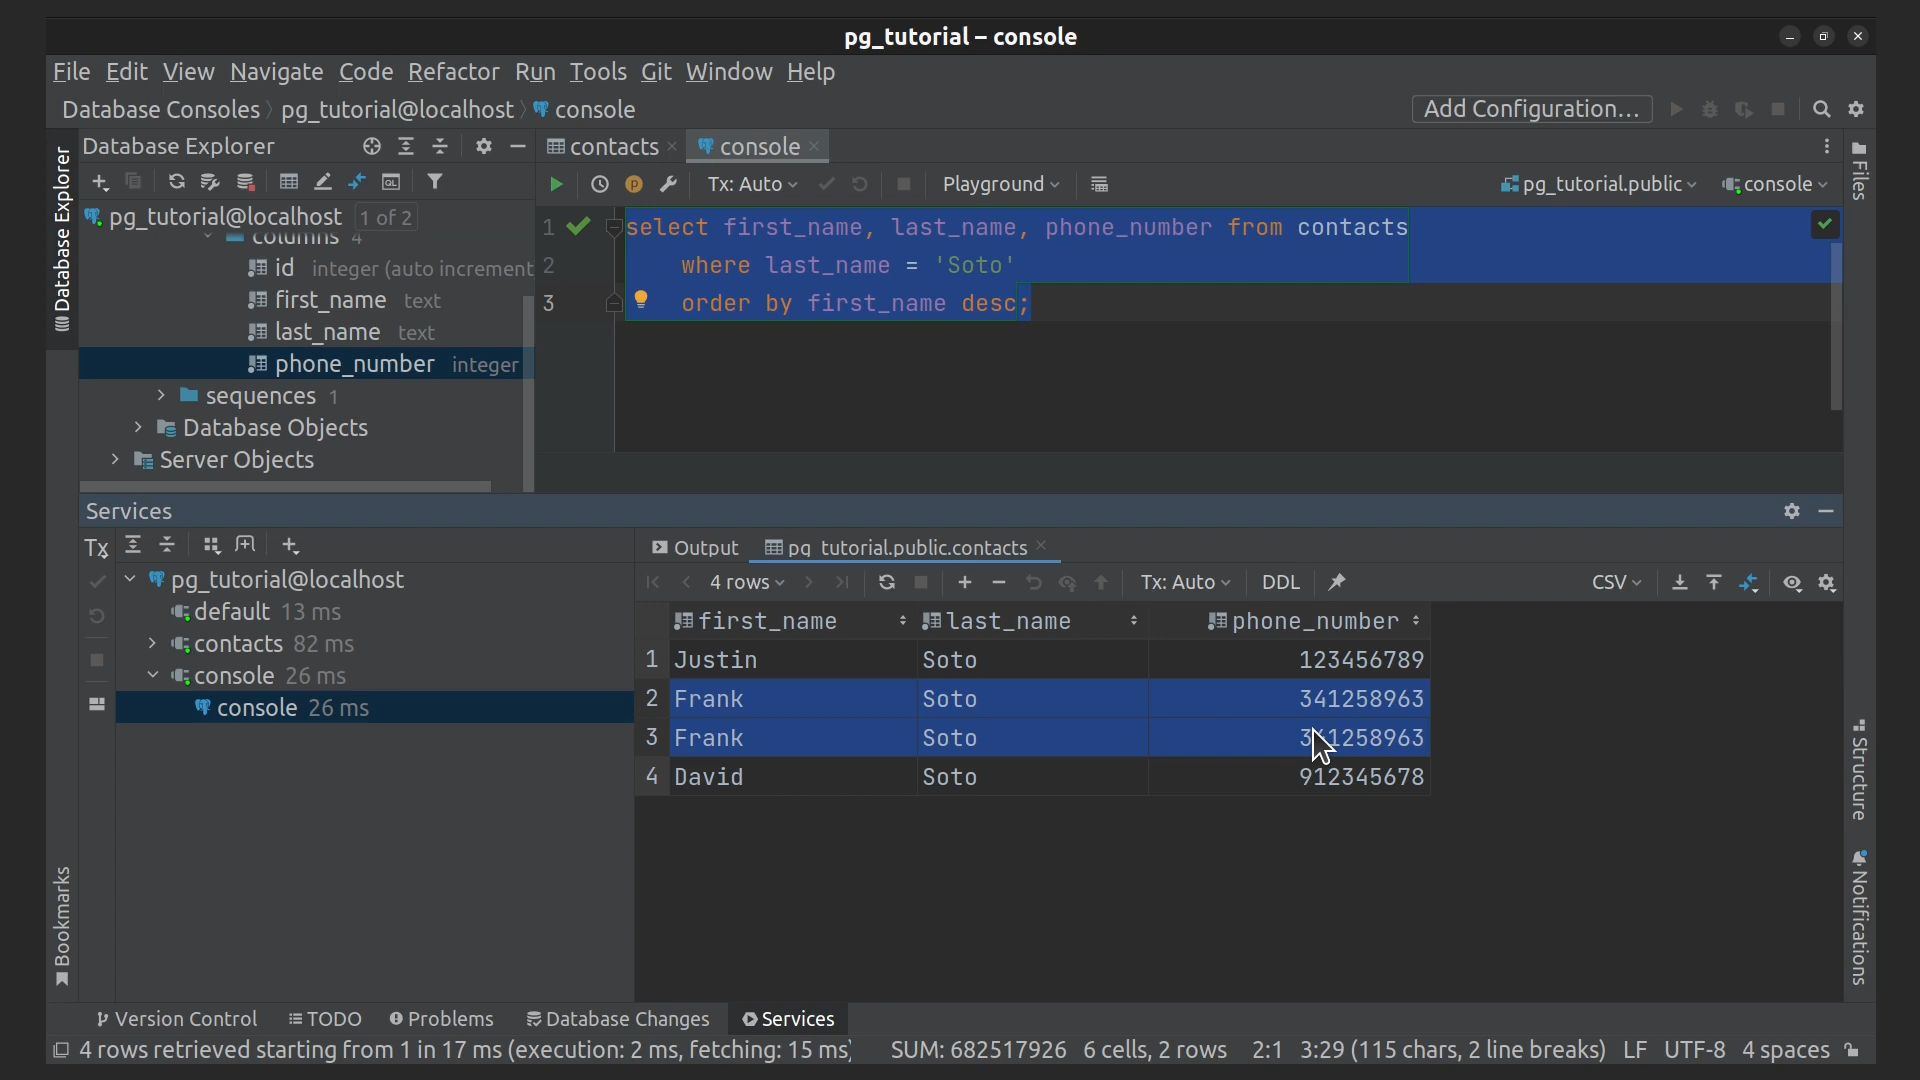 pg_tutorial – console
File Edit View Navigate Code Refactor Run Tools Git Window Help
Database Consoles pg_tutorial@localhost console
Add Configuration...
Database Explorer
contacts
console
Tx: Auto
Playground
pg_tutorial.public
console
pg_tutorial@localhost 1 of 2
columns 4
id integer (auto increment
first_name text
last_name text
phone_number integer
sequences 1
Database Objects
Server Objects
1 select first_name, last_name, phone_number from contacts
2 where last_name = 'Soto'
3 order by first_name desc;
Services
Tx
pg_tutorial@localhost
default 13 ms
contacts 82 ms
console 26 ms
console 26 ms
Output
pg_tutorial.public.contacts
4 rows
Tx: Auto
DDL
CSV
first_name last_name phone_number
1 Justin Soto 123456789
2 Frank Soto 341258963
3 Frank Soto 341258963
4 David Soto 912345678
Database Explorer
Bookmarks
Files
Structure
Notifications
Version Control TODO Problems Database Changes Services
4 rows retrieved starting from 1 in 17 ms (execution: 2 ms, fetching: 15 ms)
SUM: 682517926 6 cells, 2 rows 2:1 3:29 (115 chars, 2 line breaks) LF UTF-8 4 spaces